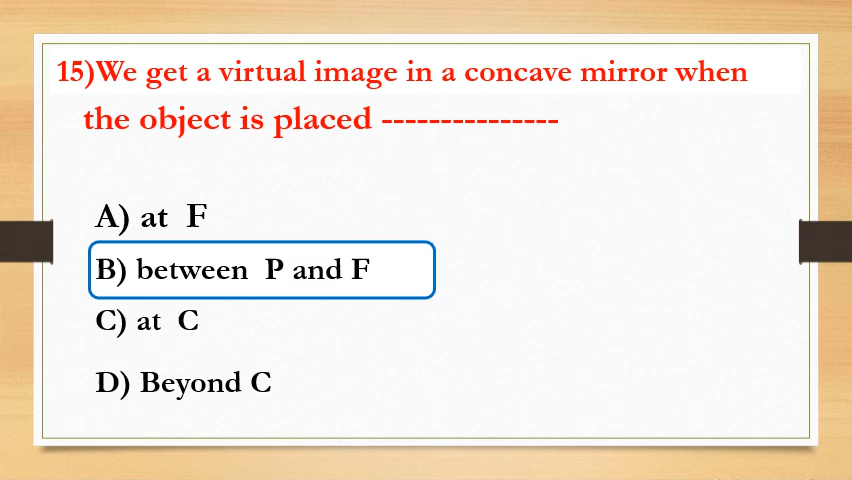 15)We get a virtual image in a concave mirror when
the object is placed ---------------
A) at F
B) between P and F
C) at C
D) Beyond C